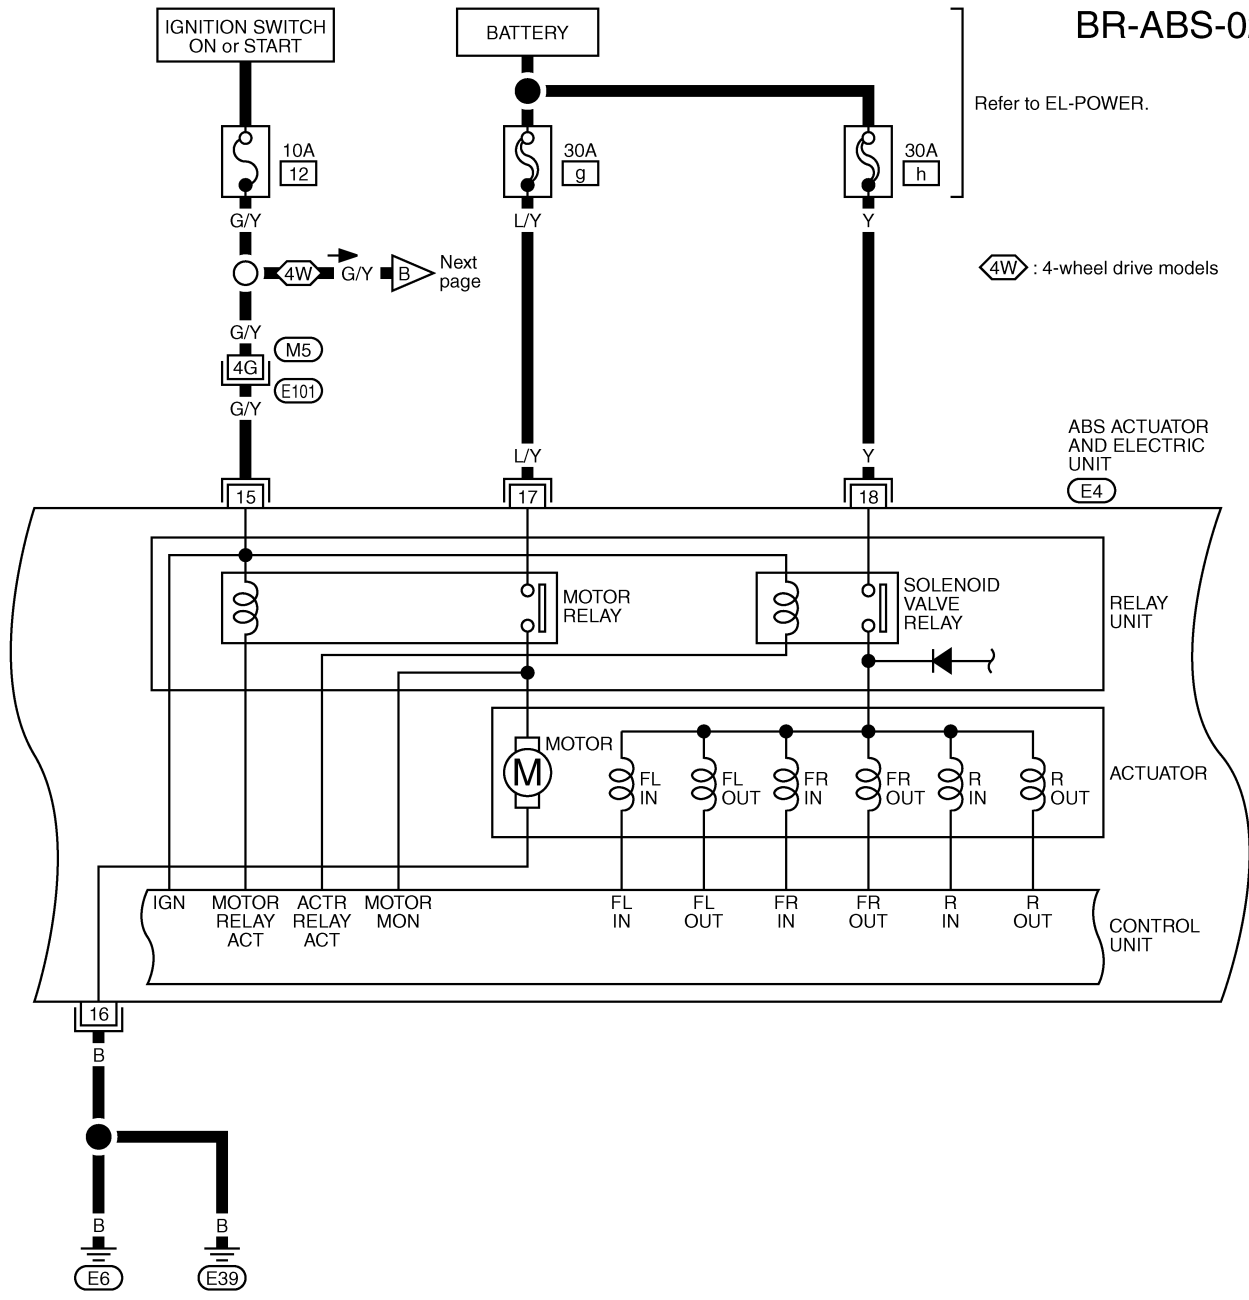 BR-ABS-0
IGNITION SWITCH
ON or START
BATTERY
Refer to EL-POWER.
10A
12
30A
g
30A
h
G/Y
L/Y
Y
4W
G/Y
B
Next
page
4W : 4-wheel drive models
G/Y
M5
4G
E101
G/Y
L/Y
Y
ABS ACTUATOR
AND ELECTRIC
UNIT
E4
15
17
18
MOTOR
RELAY
SOLENOID
VALVE
RELAY
RELAY
UNIT
MOTOR
M
FL
IN
FL
OUT
FR
IN
FR
OUT
R
IN
R
OUT
ACTUATOR
IGN
MOTOR
RELAY
ACT
ACTR
RELAY
ACT
MOTOR
MON
FL
IN
FL
OUT
FR
IN
FR
OUT
R
IN
R
OUT
CONTROL
UNIT
16
B
B
B
E6
E39